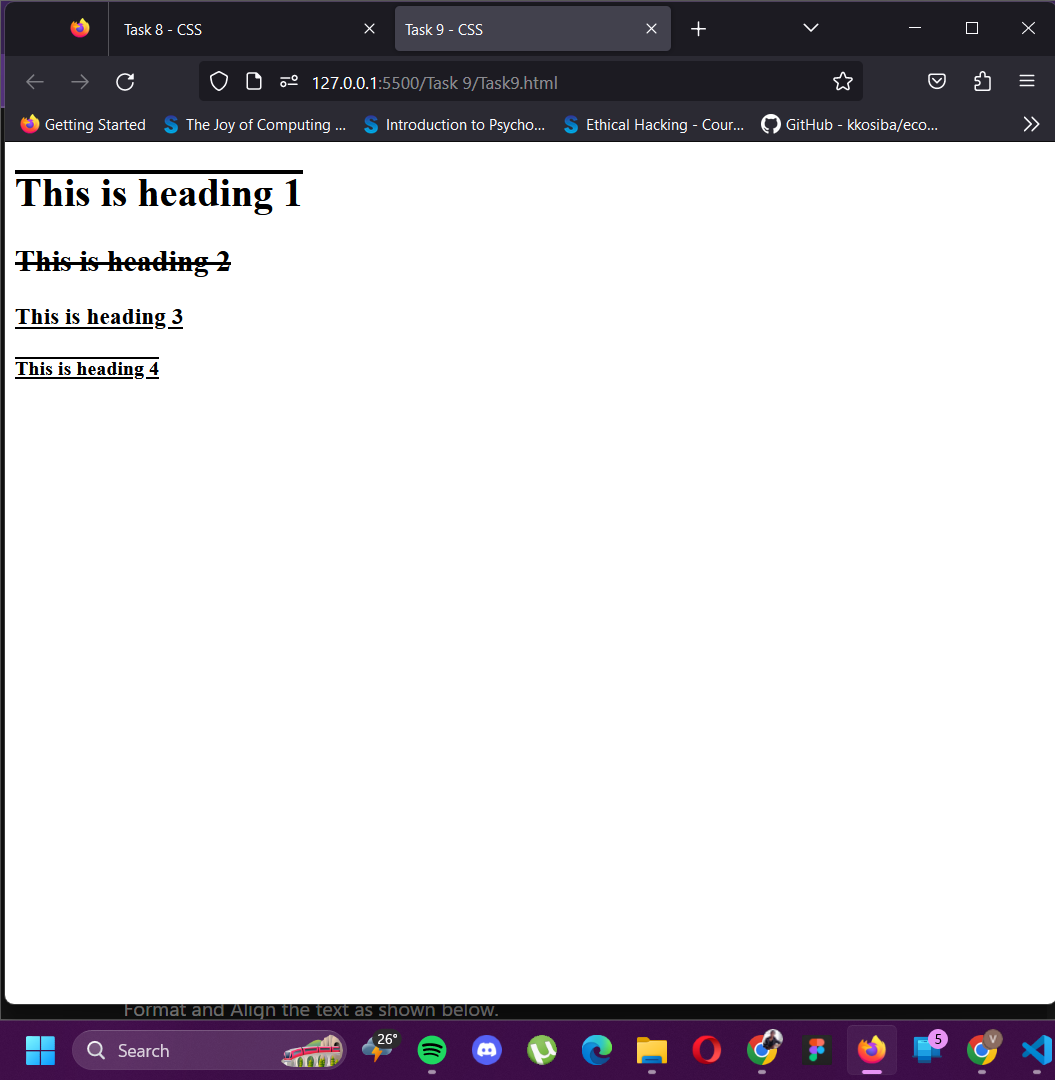 Task 8 - CSS
Task 9 - CSS
127.0.0.1:5500/Task 9/Task9.html
Getting Started
The Joy of Computing ...
Introduction to Psycho...
Ethical Hacking - Cour...
GitHub - kkosiba/eco...
This is heading 1
This is heading 2
This is heading 3
This is heading 4
Format and Align the text as shown below.
Search
26°
5
V